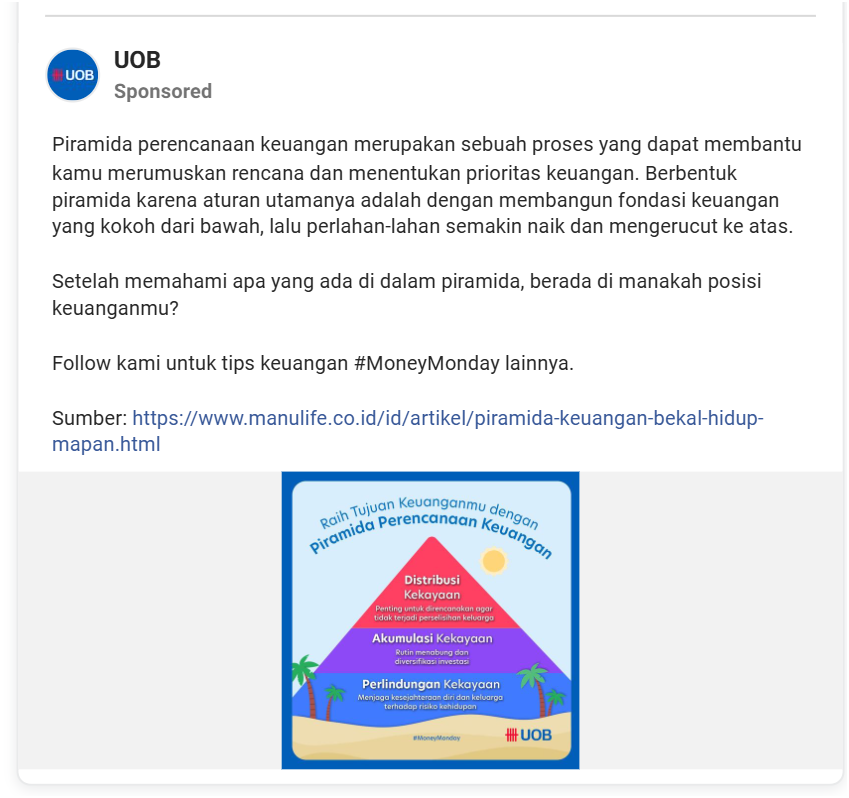 UOB
UOB
Sponsored
Piramida perencanaan keuangan merupakan sebuah proses yang dapat membantu
kamu merumuskan rencana dan menentukan prioritas keuangan. Berbentuk
piramida karena aturan utamanya adalah dengan membangun fondasi keuangan
yang kokoh dari bawah, lalu perlahan-lahan semakin naik dan mengerucut ke atas.
Setelah memahami apa yang ada di dalam piramida, berada di manakah posisi
keuanganmu?
Follow kami untuk tips keuangan #MoneyMonday lainnya.
Sumber: https://www.manulife.co.id/id/artikel/piramida-keuangan-bekal-hidup-
mapan.html
Raih Tujuan Keuanganmu dengan
Piramida Perencanaan Keuangan
Distribusi
Kekayaan
Penting untuk direncanakan agar
tidak terjadi perselisihan keluarga
Akumulasi Kekayaan
Rutin menabung dan
diversifikasi investasi
Perlindungan Kekayaan
Menjaga kesejahteraan diri dan keluarga
terhadap risiko kehidupan
#MoneyMonday
UOB